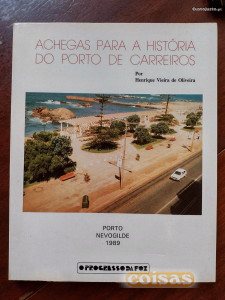 ACHEGAS PARA A HISTÓRIA
DO PORTO DE CARREIROS
Por
Henrique Vieira de Oliveira
PORTO
NEVOGILDE
1989
O PROGRESSO DA FOZ
coisas